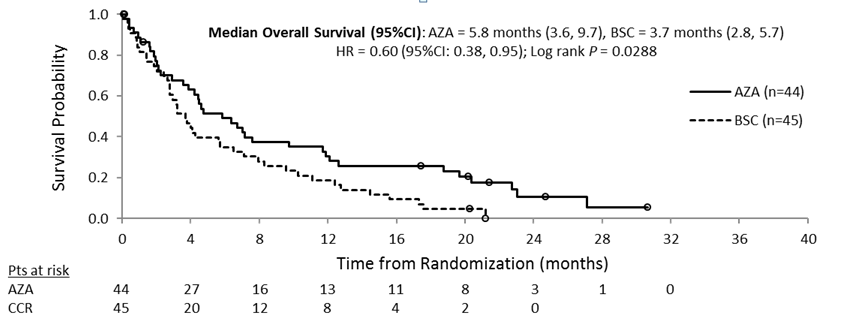 Median Overall Survival (95%CI): AZA = 5.8 months (3.6, 9.7), BSC = 3.7 months (2.8, 5.7)
HR = 0.60 (95%CI: 0.38, 0.95); Log rank P = 0.0288
AZA (n=44)
BSC (n=45)
Survival Probability
1.0
0.8
0.6
0.4
0.2
0.0
0 4 8 12 16 20 24 28 32 36 40
Time from Randomization (months)
Pts at risk
AZA 44 27 16 13 11 8 3 1 0
CCR 45 20 12 8 4 2 0